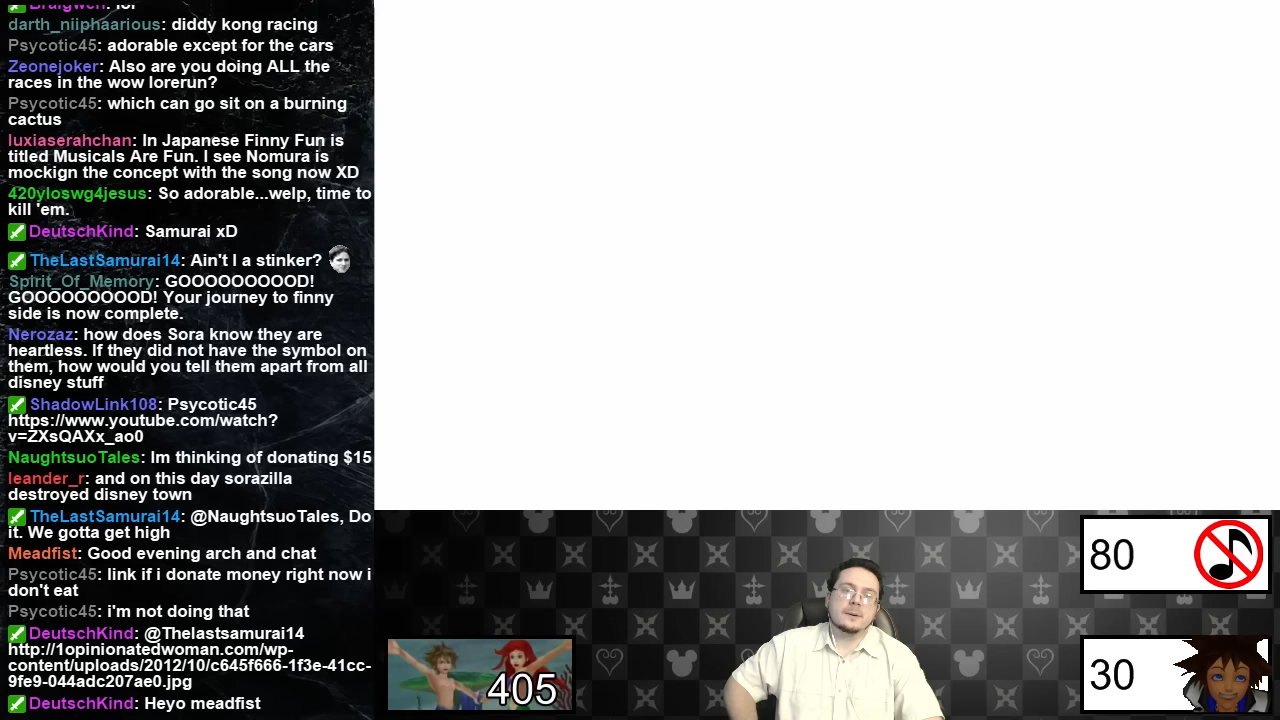 Braigwen: lol
darth_niiphaarious: diddy kong racing
Psycotic45: adorable except for the cars
Zeonejoker: Also are you doing ALL the
races in the wow lorerun?
Psycotic45: which can go sit on a burning
cactus
luxiaserahchan: In Japanese Finny Fun is
titled Musicals Are Fun. I see Nomura is
mockign the concept with the song now XD
420yloswg4jesus: So adorable...welp, time to
kill 'em.
DeutschKind: Samurai xD
TheLastSamurai14: Ain't I a stinker?
Spirit_Of_Memory: GOOOOOOOOD!
GOOOOOOOOOD! Your journey to finny
side is now complete.
Nerozaz: how does Sora know they are
heartless. If they did not have the symbol on
them, how would you tell them apart from all
disney stuff
ShadowLink108: Psycotic45
https://www.youtube.com/watch?
v=ZXsQAXx_ao0
NaughtsuoTales: Im thinking of donating $15
leander_r: and on this day sorazilla
destroyed disney town
TheLastSamurai14: @NaughtsuoTales, Do
it. We gotta get high
Meadfist: Good evening arch and chat
Psycotic45: link if i donate money right now i
don't eat
Psycotic45: i'm not doing that
DeutschKind: @Thelastsamurai14
http://1opinionatedwoman.com/wp-
content/uploads/2012/10/c645f666-1f3e-41cc-
9fe9-044adc207ae0.jpg
DeutschKind: Heyo meadfist
80
405
30